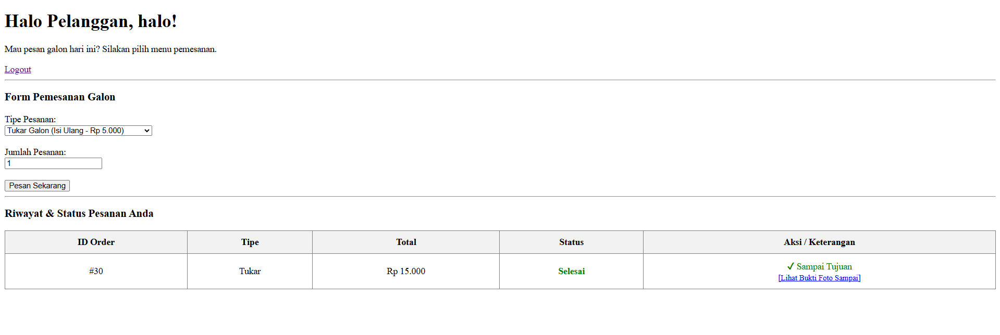 Halo Pelanggan, halo!
Mau pesan galon hari ini? Silakan pilih menu pemesanan.
Logout
Form Pemesanan Galon
Tipe Pesanan:
Tukar Galon (Isi Ulang - Rp 5.000)
Jumlah Pesanan:
1
Pesan Sekarang
Riwayat & Status Pesanan Anda
ID Order Tipe Total Status Aksi / Keterangan
#30 Tukar Rp 15.000 Selesai ✔ Sampai Tujuan
[Lihat Bukti Foto Sampai]